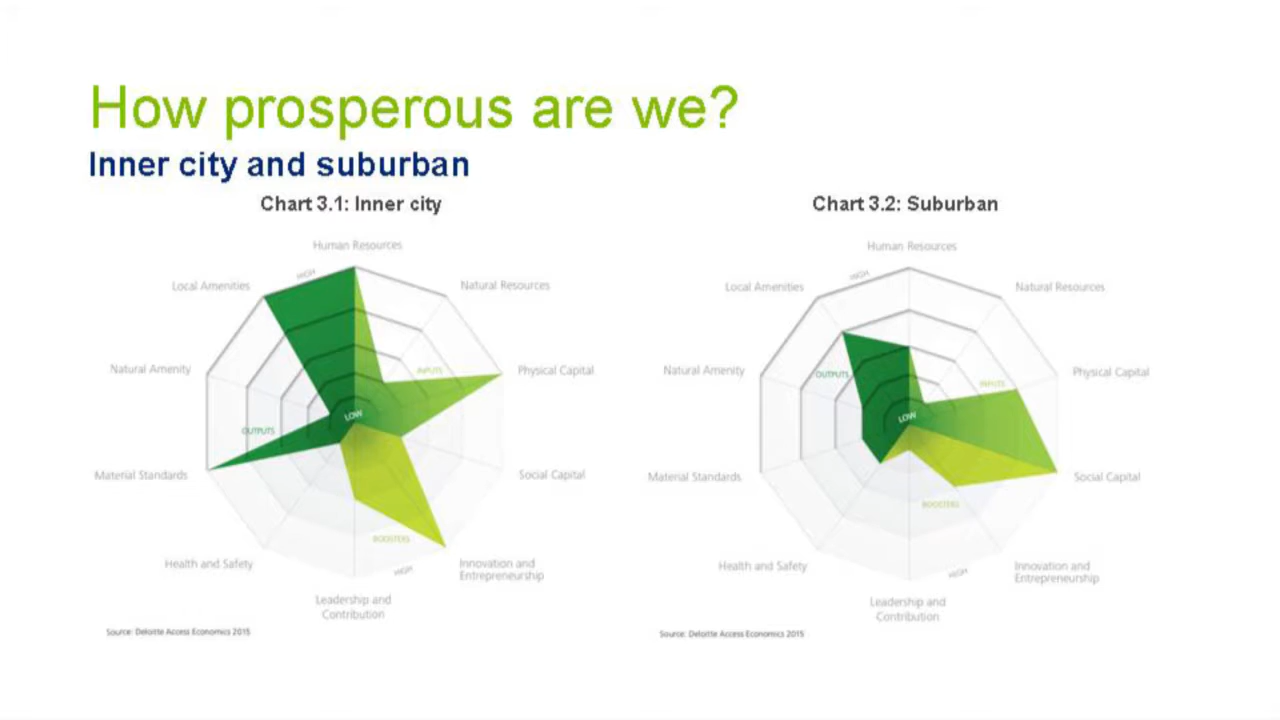 How prosperous are we?
Inner city and suburban
Chart 3.1: Inner city
Human Resources
HIGH
Local Amenities
Natural Resources
Natural Amenity
INPUTS
Physical Capital
LOW
OUTPUTS
Material Standards
Social Capital
BOOSTERS
Health and Safety
Innovation and
Entrepreneurship
HIGH
Leadership and
Contribution
Source: Deloitte Access Economics 2015
Chart 3.2: Suburban
Human Resources
HIGH
Local Amenities
Natural Resources
Natural Amenity
OUTPUTS
INPUTS
Physical Capital
LOW
Material Standards
Social Capital
BOOSTERS
Health and Safety
Innovation and
Entrepreneurship
HIGH
Leadership and
Contribution
Source: Deloitte Access Economics 2015